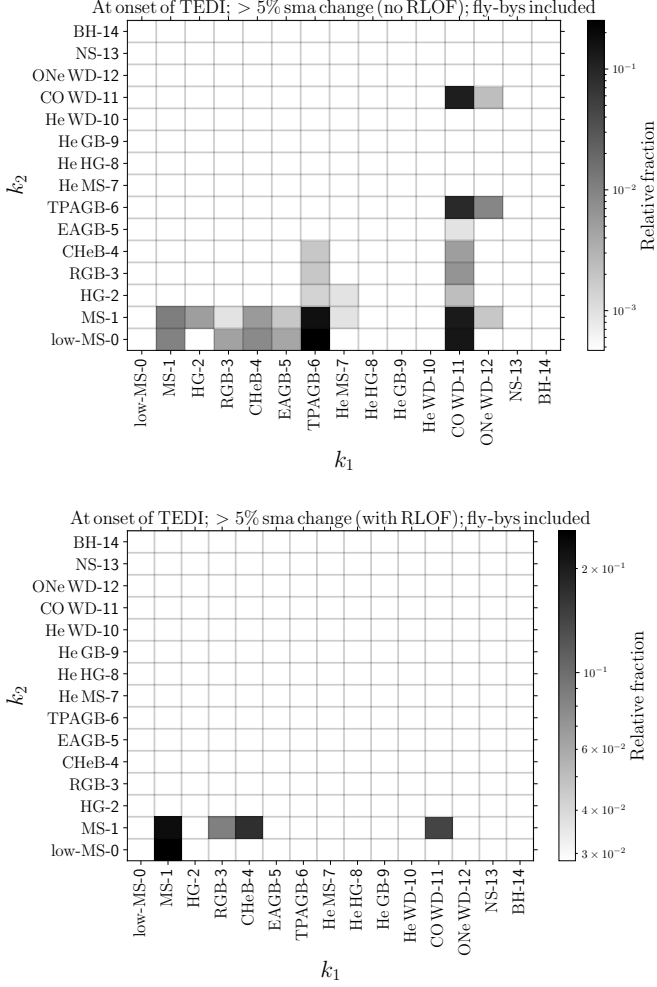 At onset of TEDI; > 5% sma change (no RLOF); fly-bys included
BH-14
NS-13
ONe WD-12
CO WD-11
He WD-10
He GB-9
He HG-8
He MS-7
TPAGB-6
EAGB-5
CHeB-4
RGB-3
HG-2
MS-1
low-MS-0
k₂
low-MS-0
MS-1
HG-2
RGB-3
CHeB-4
EAGB-5
TPAGB-6
He MS-7
He HG-8
He GB-9
He WD-10
CO WD-11
ONe WD-12
NS-13
BH-14
k₁
10⁻¹
10⁻²
10⁻³
Relative fraction
At onset of TEDI; > 5% sma change (with RLOF); fly-bys included
BH-14
NS-13
ONe WD-12
CO WD-11
He WD-10
He GB-9
He HG-8
He MS-7
TPAGB-6
EAGB-5
CHeB-4
RGB-3
HG-2
MS-1
low-MS-0
k₂
low-MS-0
MS-1
HG-2
RGB-3
CHeB-4
EAGB-5
TPAGB-6
He MS-7
He HG-8
He GB-9
He WD-10
CO WD-11
ONe WD-12
NS-13
BH-14
k₁
2 × 10⁻¹
10⁻¹
6 × 10⁻²
4 × 10⁻²
3 × 10⁻²
Relative fraction